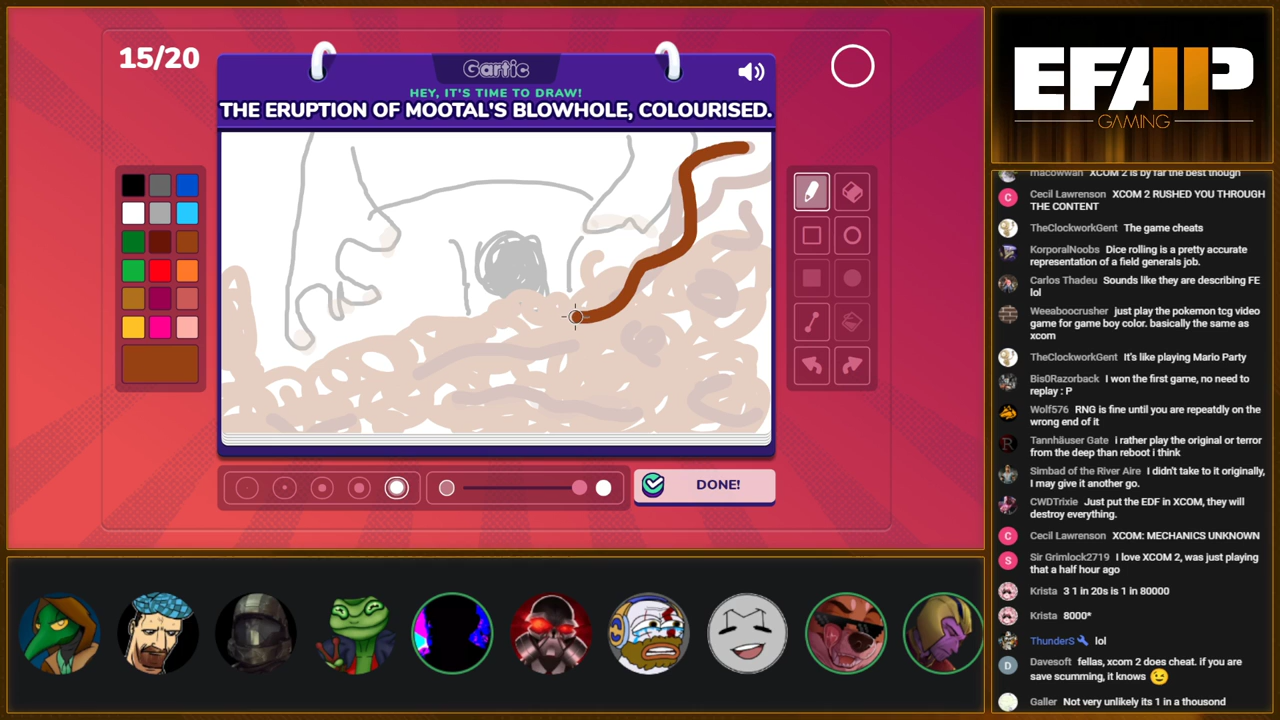 15/20
Gartic
HEY, IT'S TIME TO DRAW!
THE ERUPTION OF MOOTAL'S BLOWHOLE, COLOURISED.
DONE!
EFAP
GAMING
macowwan XCOM 2 is by far the best though
Cecil Lawrenson XCOM 2 RUSHED YOU THROUGH
THE CONTENT
TheClockworkGent The game cheats
KorporalNoobs Dice rolling is a pretty accurate
representation of a field generals job.
Carlos Thadeu Sounds like they are describing FE
lol
Weeaboocrusher just play the pokemon tcg video
game for game boy color. basically the same as
xcom
TheClockworkGent It's like playing Mario Party
Bis0Razorback I won the first game, no need to
replay : P
Wolf576 RNG is fine until you are repeatdly on the
wrong end of it
Tannhäuser Gate i rather play the original or terror
from the deep than reboot i think
Simbad of the River Aire I didn't take to it originally,
I may give it another go.
CWDTrixie Just put the EDF in XCOM, they will
destroy everything.
Cecil Lawrenson XCOM: MECHANICS UNKNOWN
Sir Grimlock2719 I love XCOM 2, was just playing
that a half hour ago
Krista 3 1 in 20s is 1 in 80000
Krista 8000*
ThunderS lol
Davesoft fellas, xcom 2 does cheat. if you are
save scumming, it knows 😉
Galler Not very unlikely its 1 in a thousond